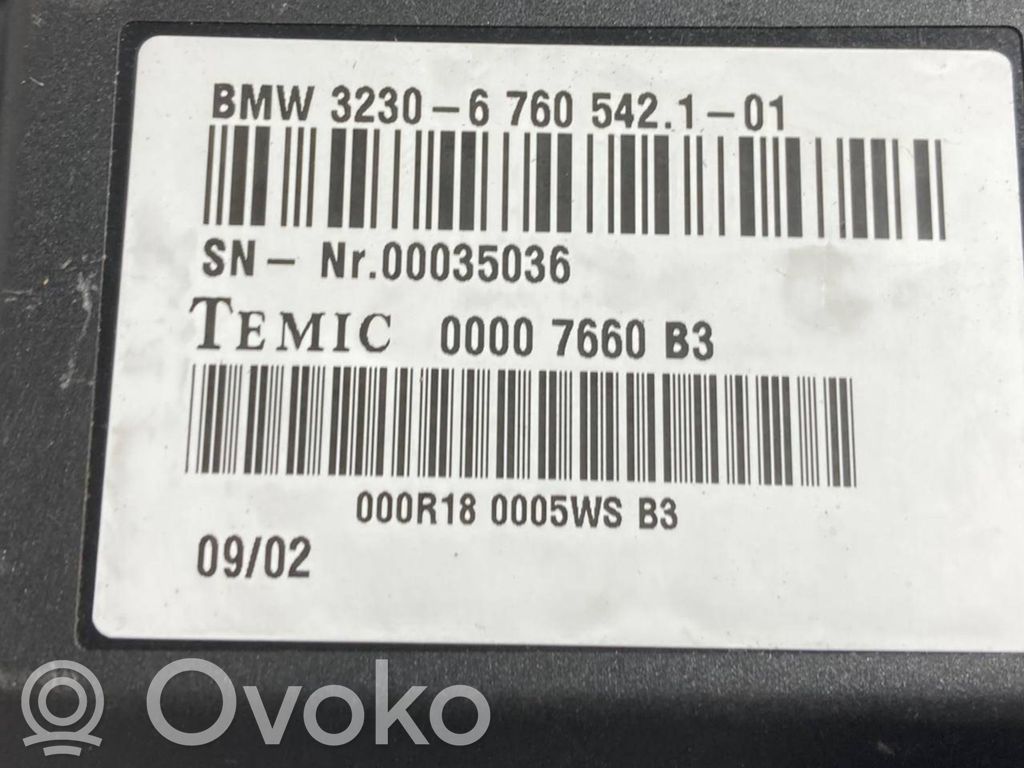 BMW 3230-6 760 542.1-01
SN- Nr.00035036
TEMIC 0000 7660 B3
000R18 0005WS B3
09/02
Ovoko